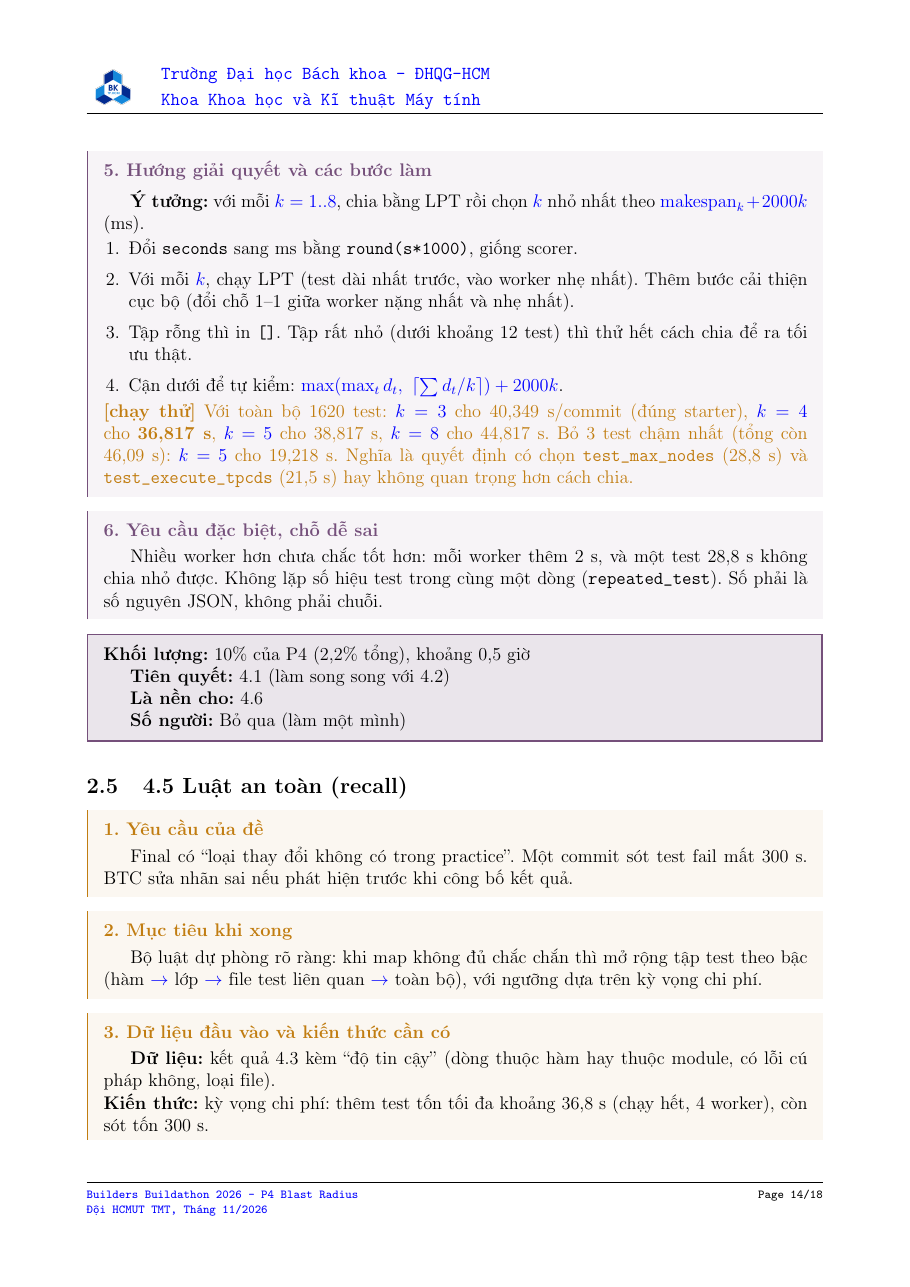 BK
Trường Đại học Bách khoa - ĐHQG-HCM
Khoa Khoa học và Kĩ thuật Máy tính
5. Hướng giải quyết và các bước làm
Ý tưởng: với mỗi k = 1..8, chia bằng LPT rồi chọn k nhỏ nhất theo makespanₖ+2000k
(ms).
1. Đổi seconds sang ms bằng round(s*1000), giống scorer.
2. Với mỗi k, chạy LPT (test dài nhất trước, vào worker nhẹ nhất). Thêm bước cải thiện
cục bộ (đổi chỗ 1–1 giữa worker nặng nhất và nhẹ nhất).
3. Tập rỗng thì in []. Tập rất nhỏ (dưới khoảng 12 test) thì thử hết cách chia để ra tối
ưu thật.
4. Cận dưới để tự kiểm: max(maxₜ dₜ, ⌈∑ dₜ/k⌉) + 2000k.
[chạy thử] Với toàn bộ 1620 test: k = 3 cho 40,349 s/commit (đúng starter), k = 4
cho 36,817 s, k = 5 cho 38,817 s, k = 8 cho 44,817 s. Bỏ 3 test chậm nhất (tổng còn
46,09 s): k = 5 cho 19,218 s. Nghĩa là quyết định có chọn test_max_nodes (28,8 s) và
test_execute_tpcds (21,5 s) hay không quan trọng hơn cách chia.
6. Yêu cầu đặc biệt, chỗ dễ sai
Nhiều worker hơn chưa chắc tốt hơn: mỗi worker thêm 2 s, và một test 28,8 s không
chia nhỏ được. Không lặp số hiệu test trong cùng một dòng (repeated_test). Số phải là
số nguyên JSON, không phải chuỗi.
Khối lượng: 10% của P4 (2,2% tổng), khoảng 0,5 giờ
Tiên quyết: 4.1 (làm song song với 4.2)
Là nền cho: 4.6
Số người: Bỏ qua (làm một mình)
2.5 4.5 Luật an toàn (recall)
1. Yêu cầu của đề
Final có “loại thay đổi không có trong practice”. Một commit sót test fail mất 300 s.
BTC sửa nhãn sai nếu phát hiện trước khi công bố kết quả.
2. Mục tiêu khi xong
Bộ luật dự phòng rõ ràng: khi map không đủ chắc chắn thì mở rộng tập test theo bậc
(hàm → lớp → file test liên quan → toàn bộ), với ngưỡng dựa trên kỳ vọng chi phí.
3. Dữ liệu đầu vào và kiến thức cần có
Dữ liệu: kết quả 4.3 kèm “độ tin cậy” (dòng thuộc hàm hay thuộc module, có lỗi cú
pháp không, loại file).
Kiến thức: kỳ vọng chi phí: thêm test tốn tối đa khoảng 36,8 s (chạy hết, 4 worker), còn
sót tốn 300 s.
Builders Buildathon 2026 - P4 Blast Radius
Page 14/18
Đội HCMUT TMT, Tháng 11/2026